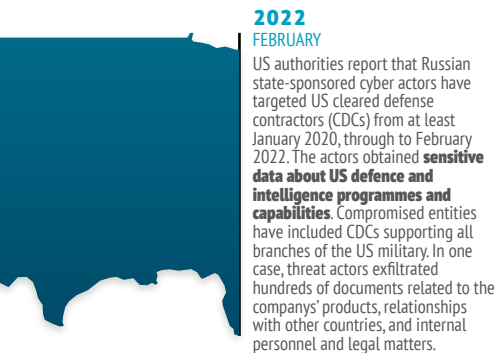 2022
FEBRUARY
US authorities report that Russian
state-sponsored cyber actors have
targeted US cleared defense
contractors (CDCs) from at least
January 2020, through to February
2022. The actors obtained sensitive
data about US defence and
intelligence programmes and
capabilities. Compromised entities
have included CDCs supporting all
branches of the US military. In one
case, threat actors exfiltrated
hundreds of documents related to the
companys' products, relationships
with other countries, and internal
personnel and legal matters.